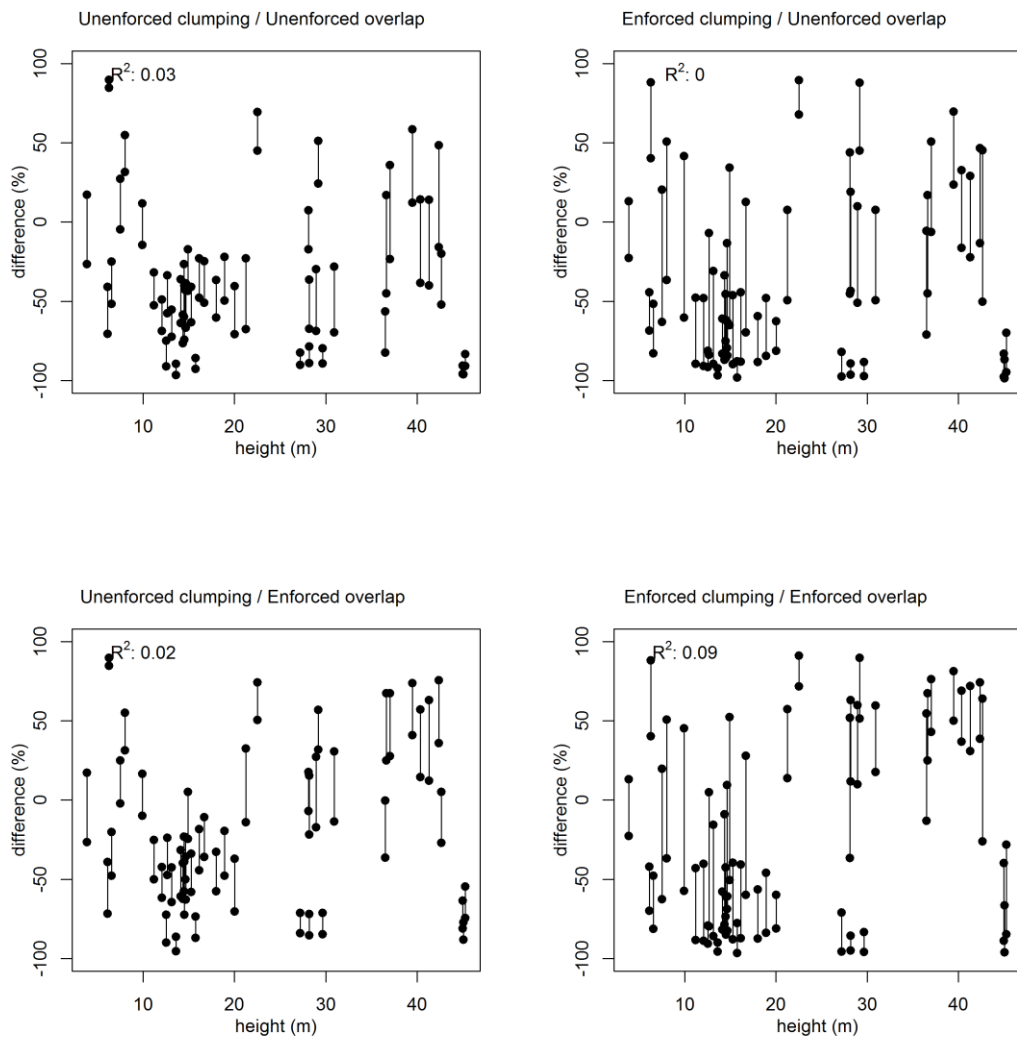 Unenforced clumping / Unenforced overlap
R²: 0.03
difference (%)
100
50
0
-50
-100
10
20
30
40
height (m)
Enforced clumping / Unenforced overlap
R²: 0
difference (%)
100
50
0
-50
-100
10
20
30
40
height (m)
Unenforced clumping / Enforced overlap
R²: 0.02
difference (%)
100
50
0
-50
-100
10
20
30
40
height (m)
Enforced clumping / Enforced overlap
R²: 0.09
difference (%)
100
50
0
-50
-100
10
20
30
40
height (m)